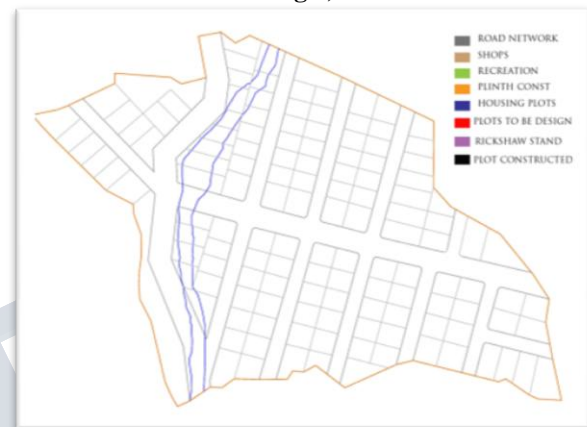 ROAD NETWORK
SHOPS
RECREATION
PLINTH CONST
HOUSING PLOTS
PLOTS TO BE DESIGN
RICKSHAW STAND
PLOT CONSTRUCTED